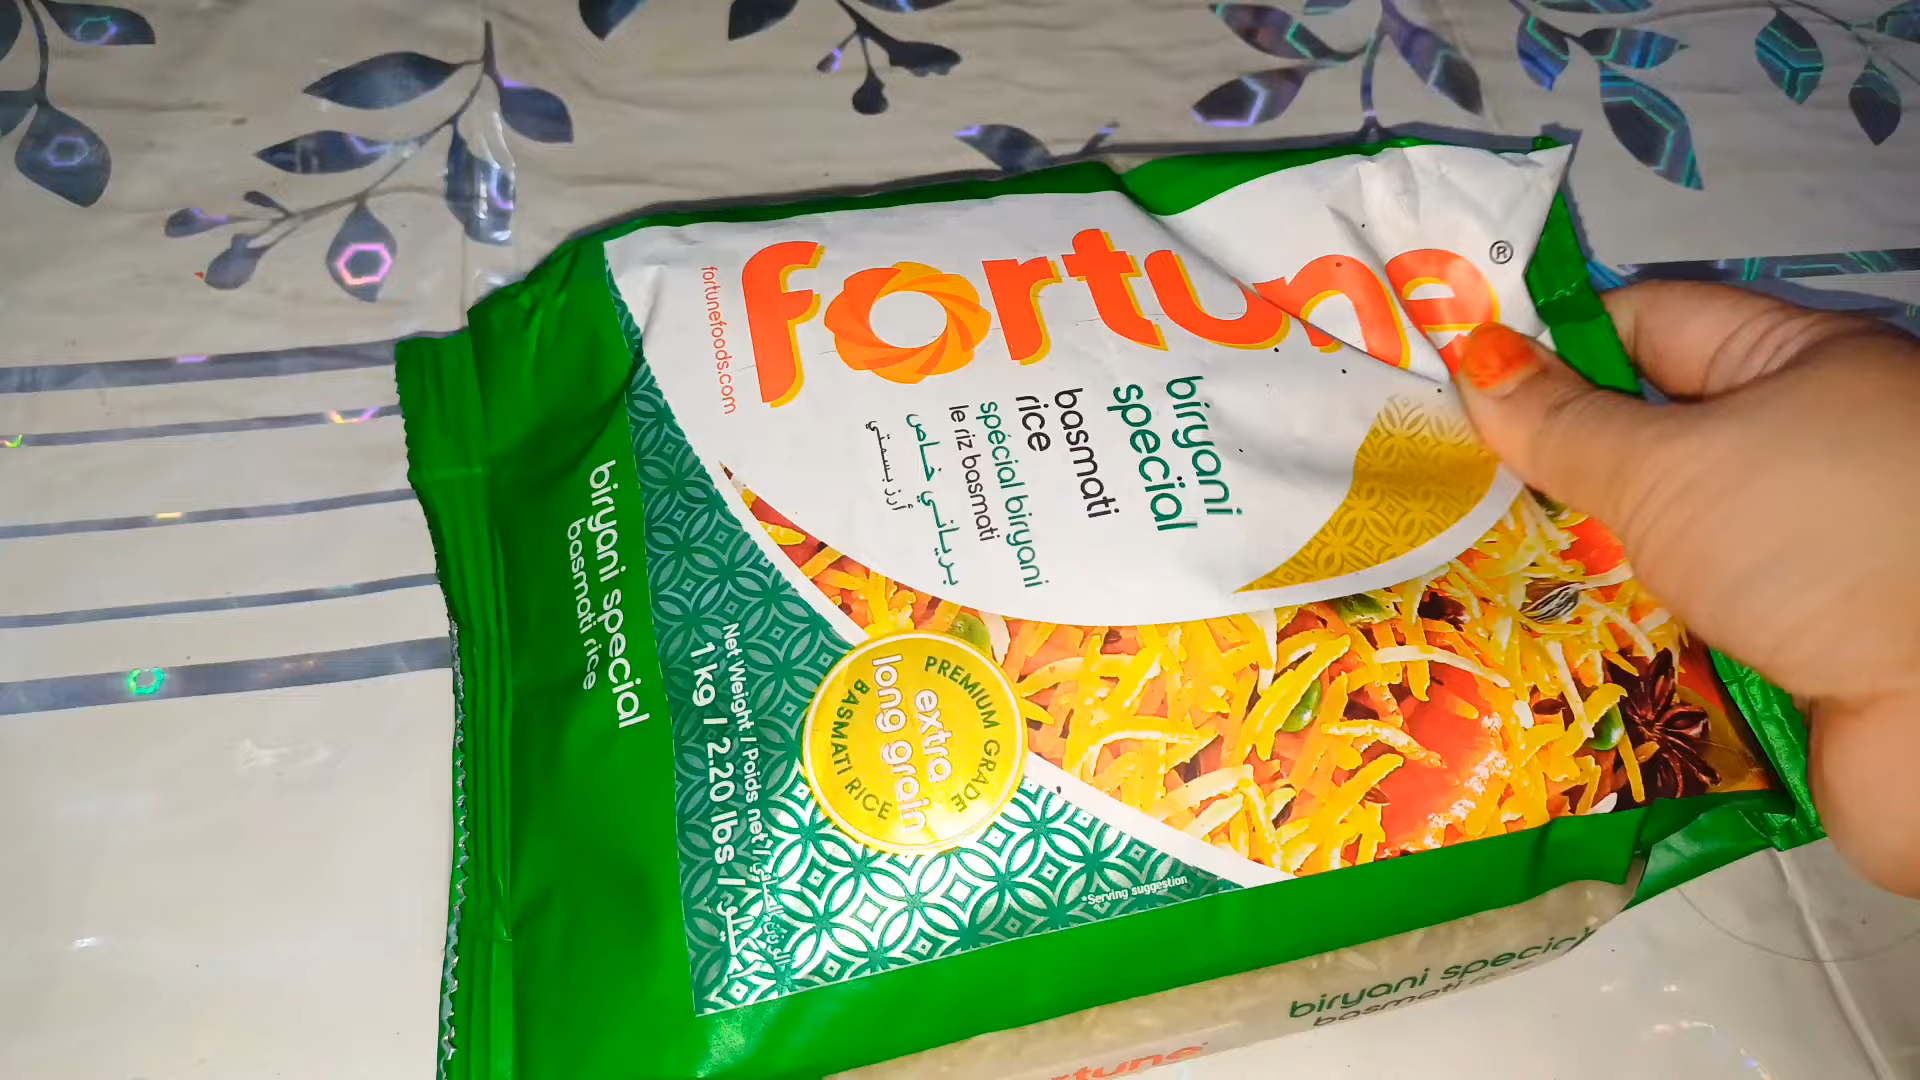 fortune®
fortunefoods.com
biryani
special
basmati
rice
spécial biryani
le riz basmati
برياني خاص
أرز بسمتي
biryani special
basmati rice
PREMIUM GRADE
extra
long grain
BASMATI RICE
Net Weight / Poids net /
1 kg / 2.20 lbs /
*Serving suggestion
biryani special
basmati